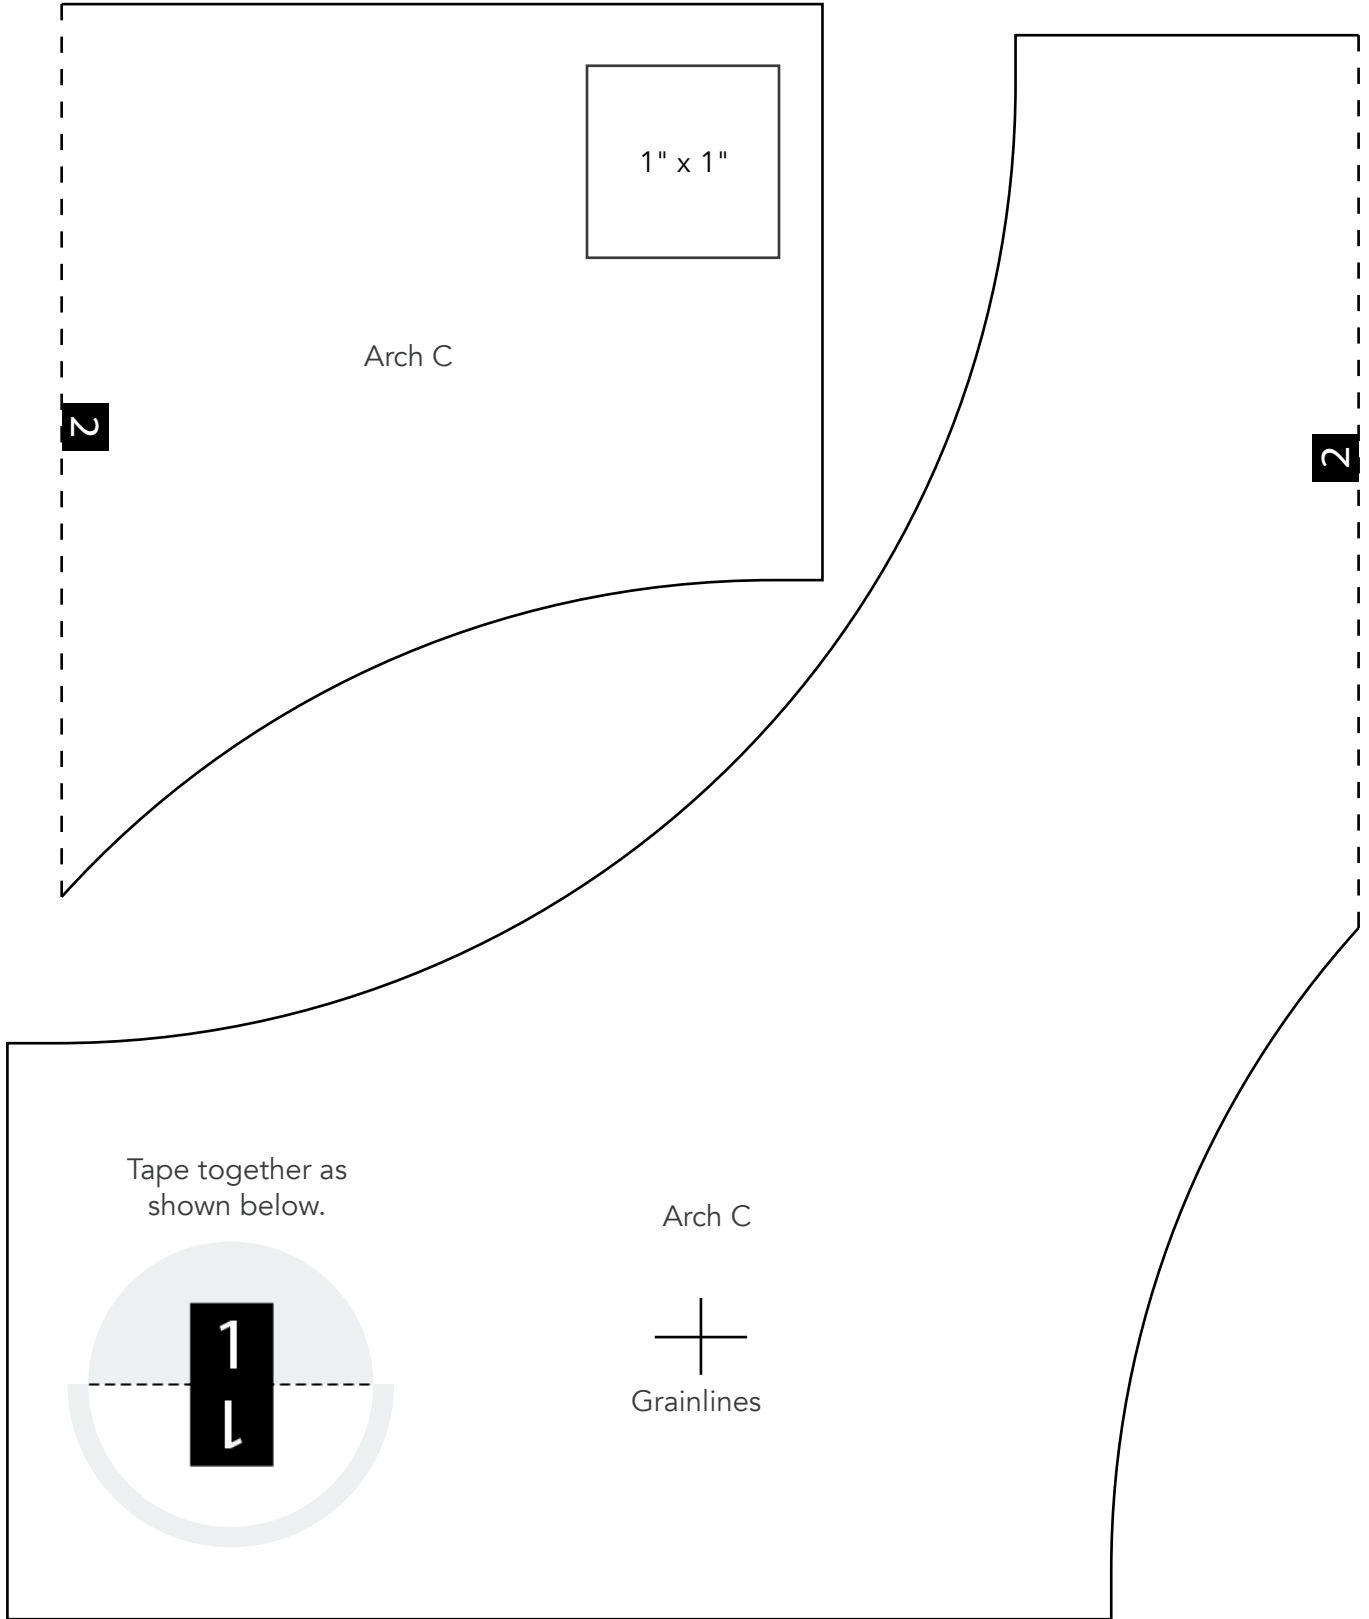 1" x 1"
Arch C
2
2
Tape together as
shown below.
Arch C
1
1
Grainlines